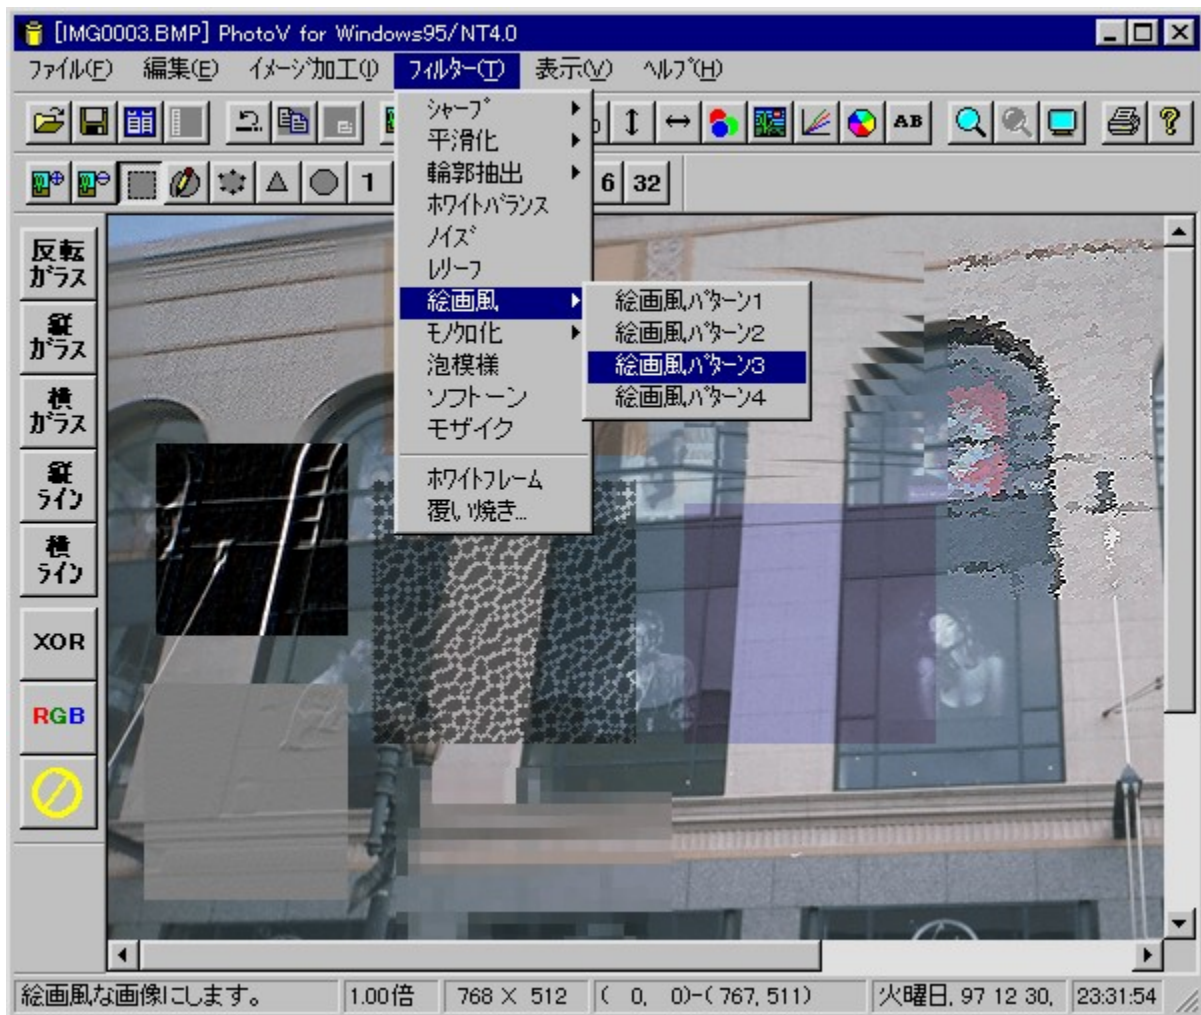 [IMG0003.BMP] PhotoV for Windows95/NT4.0
ファイル(F) 編集(E) イメージ加工(I) フィルター(T) 表示(V) ヘルプ(H)
シャープ
平滑化
輪郭抽出
ホワイトバランス
ノイズ
レリーフ
絵画風
モノクロ化
泡模様
ソフトーン
モザイク
ホワイトフレーム
覆い焼き...
絵画風パターン1
絵画風パターン2
絵画風パターン3
絵画風パターン4
AB
1
6 32
反転
ガラス
縦
ガラス
横
ガラス
縦
ライン
横
ライン
XOR
RGB
絵画風な画像にします。 1.00倍 768 × 512 ( 0, 0)-( 767, 511) 火曜日, 97 12 30, 23:31:54